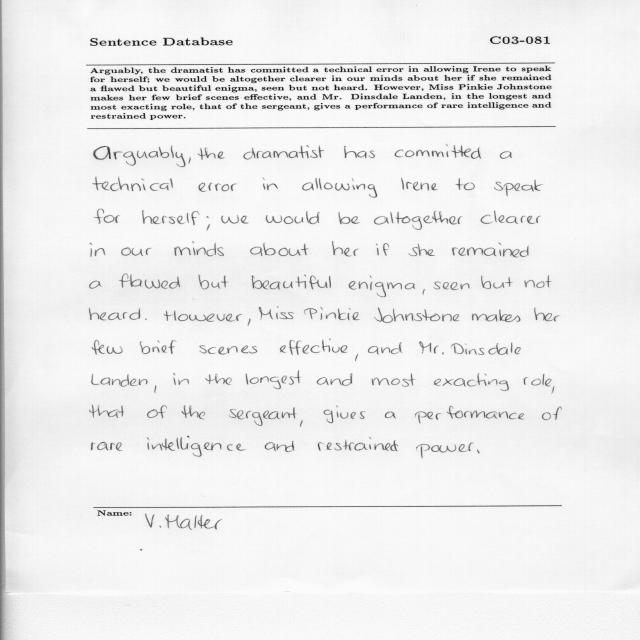 Sentence Database
C03-081
Arguably, the dramatist has committed a technical error in allowing Irene to speak
for herself; we would be altogether clearer in our minds about her if she remained
a flawed but beautiful enigma, seen but not heard. However, Miss Pinkie Johnstone
makes her few brief scenes effective, and Mr. Dinsdale Landen, in the longest and
most exacting role, that of the sergeant, gives a performance of rare intelligence and
restrained power.
Arguably, the dramatist has committed a
technical error in allowing Irene to speak
for herself; we would be altogether clearer
in our minds about her if she remained
a flawed but beautiful enigma, seen but not
heard. However, Miss Pinkie Johnstone makes her
few brief scenes effective, and Mr. Dinsdale
Landen, in the longest and most exacting role,
that of the sergeant, gives a performance of
rare intelligence and restrained power.
Name:
V.